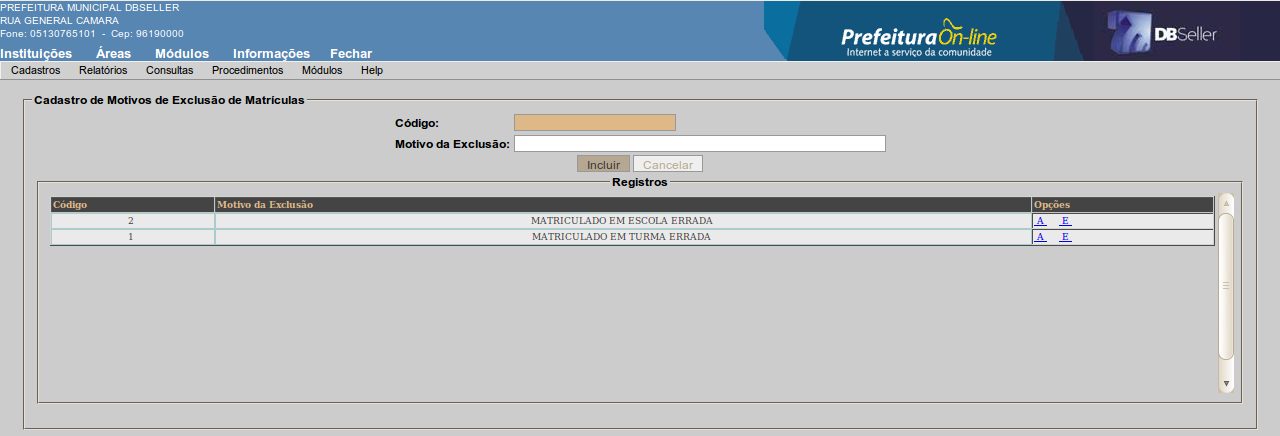 PREFEITURA MUNICIPAL DBSELLER
RUA GENERAL CAMARA
Fone: 05130765101 - Cep: 96190000
Prefeitura On-line
Internet a serviço da comunidade
DBSeller
Instituições Áreas Módulos Informações Fechar
Cadastros Relatórios Consultas Procedimentos Módulos Help
Cadastro de Motivos de Exclusão de Matrículas
Código:
Motivo da Exclusão:
Incluir Cancelar
Registros
Código Motivo da Exclusão Opções
2 MATRICULADO EM ESCOLA ERRADA A E
1 MATRICULADO EM TURMA ERRADA A E